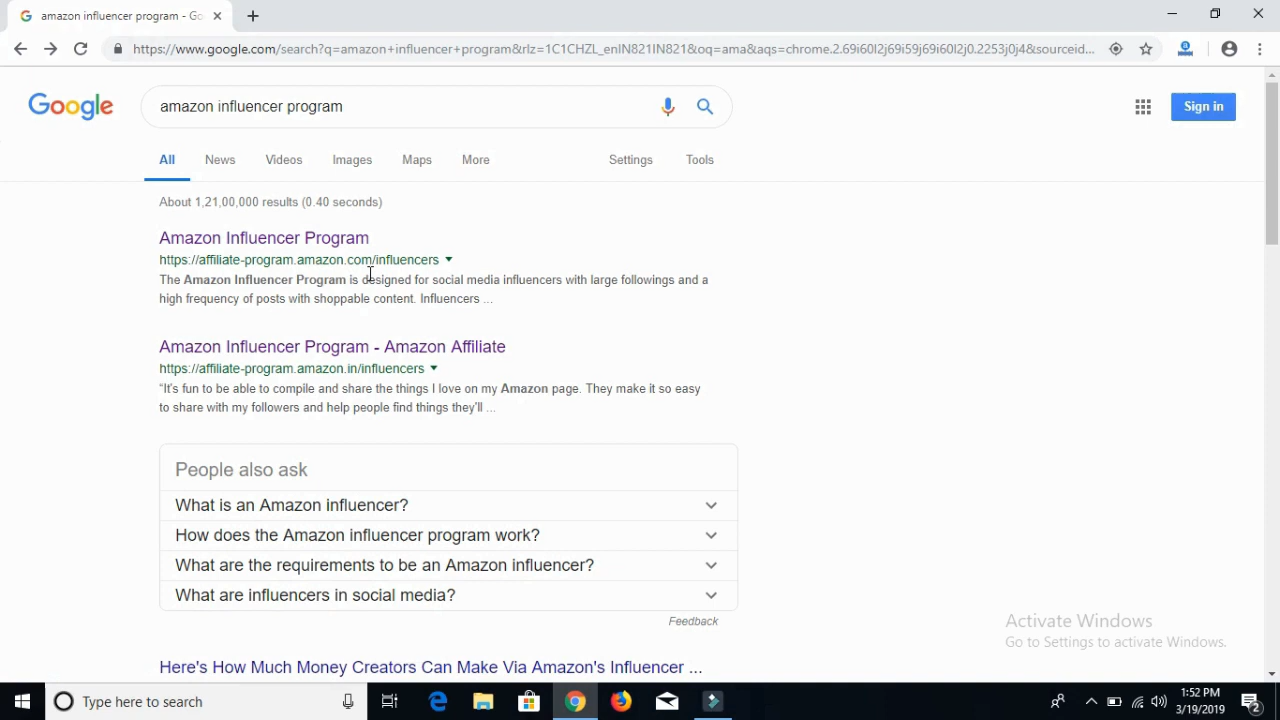 amazon influencer program - Go
https://www.google.com/search?q=amazon+influencer+program&rlz=1C1CHZL_enIN821IN821&oq=ama&aqs=chrome.2.69i60l2j69i59j69i60l2j0.2253j0j4&sourceid...
Google
amazon influencer program
Sign in
All News Videos Images Maps More Settings Tools
About 1,21,00,000 results (0.40 seconds)
Amazon Influencer Program
https://affiliate-program.amazon.com/influencers
The Amazon Influencer Program is designed for social media influencers with large followings and a
high frequency of posts with shoppable content. Influencers ...
Amazon Influencer Program - Amazon Affiliate
https://affiliate-program.amazon.in/influencers
“It's fun to be able to compile and share the things I love on my Amazon page. They make it so easy
to share with my followers and help people find things they'll ...
People also ask
What is an Amazon influencer?
How does the Amazon influencer program work?
What are the requirements to be an Amazon influencer?
What are influencers in social media?
Feedback
Here's How Much Money Creators Can Make Via Amazon's Influencer ...
Activate Windows
Go to Settings to activate Windows.
Type here to search
1:52 PM
3/19/2019
2